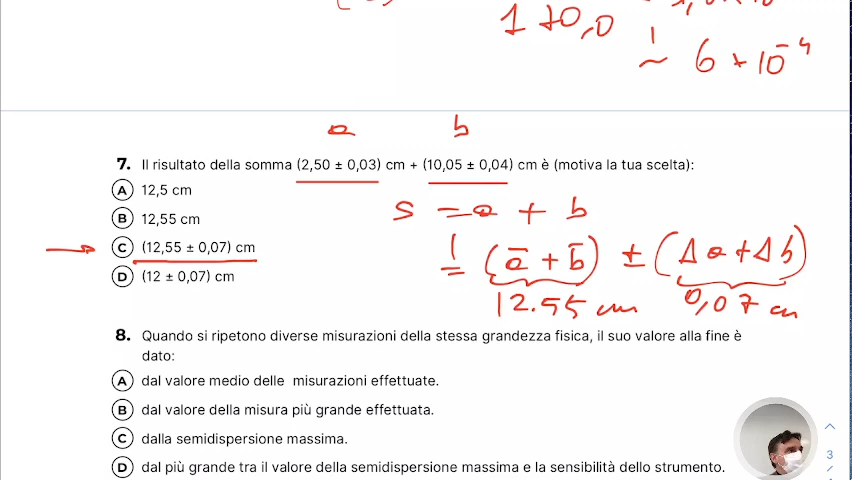 170,0
~ 6 * 10⁻⁴
a b
7. Il risultato della somma (2,50 ± 0,03) cm + (10,05 ± 0,04) cm è (motiva la tua scelta):
A 12,5 cm
B 12,55 cm
C (12,55 ± 0,07) cm
D (12 ± 0,07) cm
s = a + b
= (a̅ + b̅) ± (Δa + Δb)
12.55 cm 0,07 cm
8. Quando si ripetono diverse misurazioni della stessa grandezza fisica, il suo valore alla fine è
dato:
A dal valore medio delle misurazioni effettuate.
B dal valore della misura più grande effettuata.
C dalla semidispersione massima.
D dal più grande tra il valore della semidispersione massima e la sensibilità dello strumento.
3
/